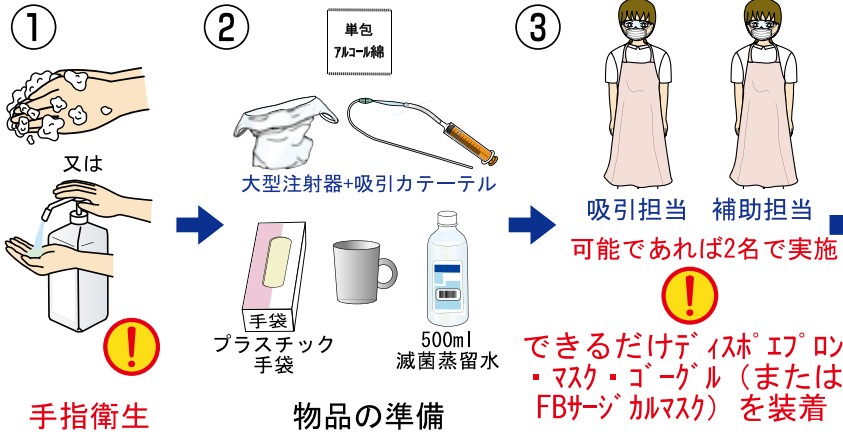 ①
又は
手指衛生
②
単包
ｱﾙｺｰﾙ綿
大型注射器+吸引カテーテル
手袋
プラスチック
手袋
500ml
滅菌蒸留水
物品の準備
③
吸引担当
補助担当
可能であれば2名で実施
できるだけﾃﾞｨｽﾎﾟｴﾌﾟﾛﾝ
・ﾏｽｸ・ｺﾞｰｸﾞﾙ（または
FBｻｰｼﾞｶﾙﾏｽｸ）を装着